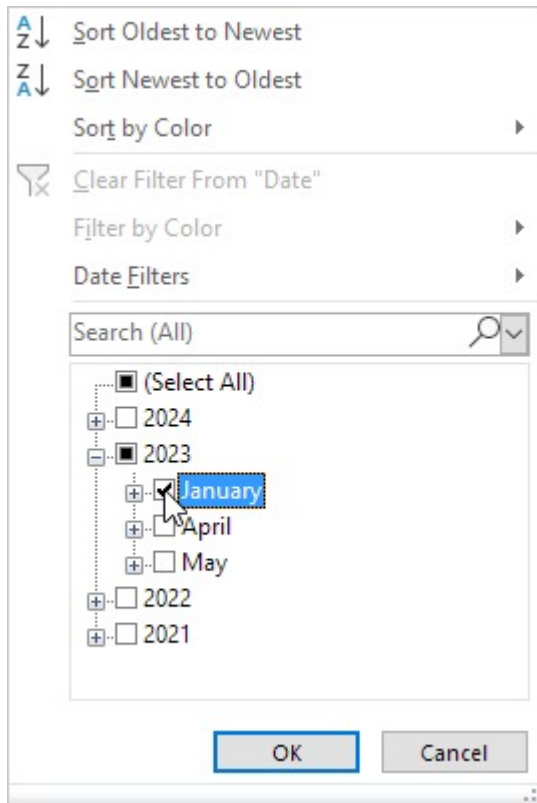 Sort Oldest to Newest
Sort Newest to Oldest
Sort by Color
Clear Filter From "Date"
Filter by Color
Date Filters
Search (All)
(Select All)
2024
2023
January
April
May
2022
2021
OK Cancel